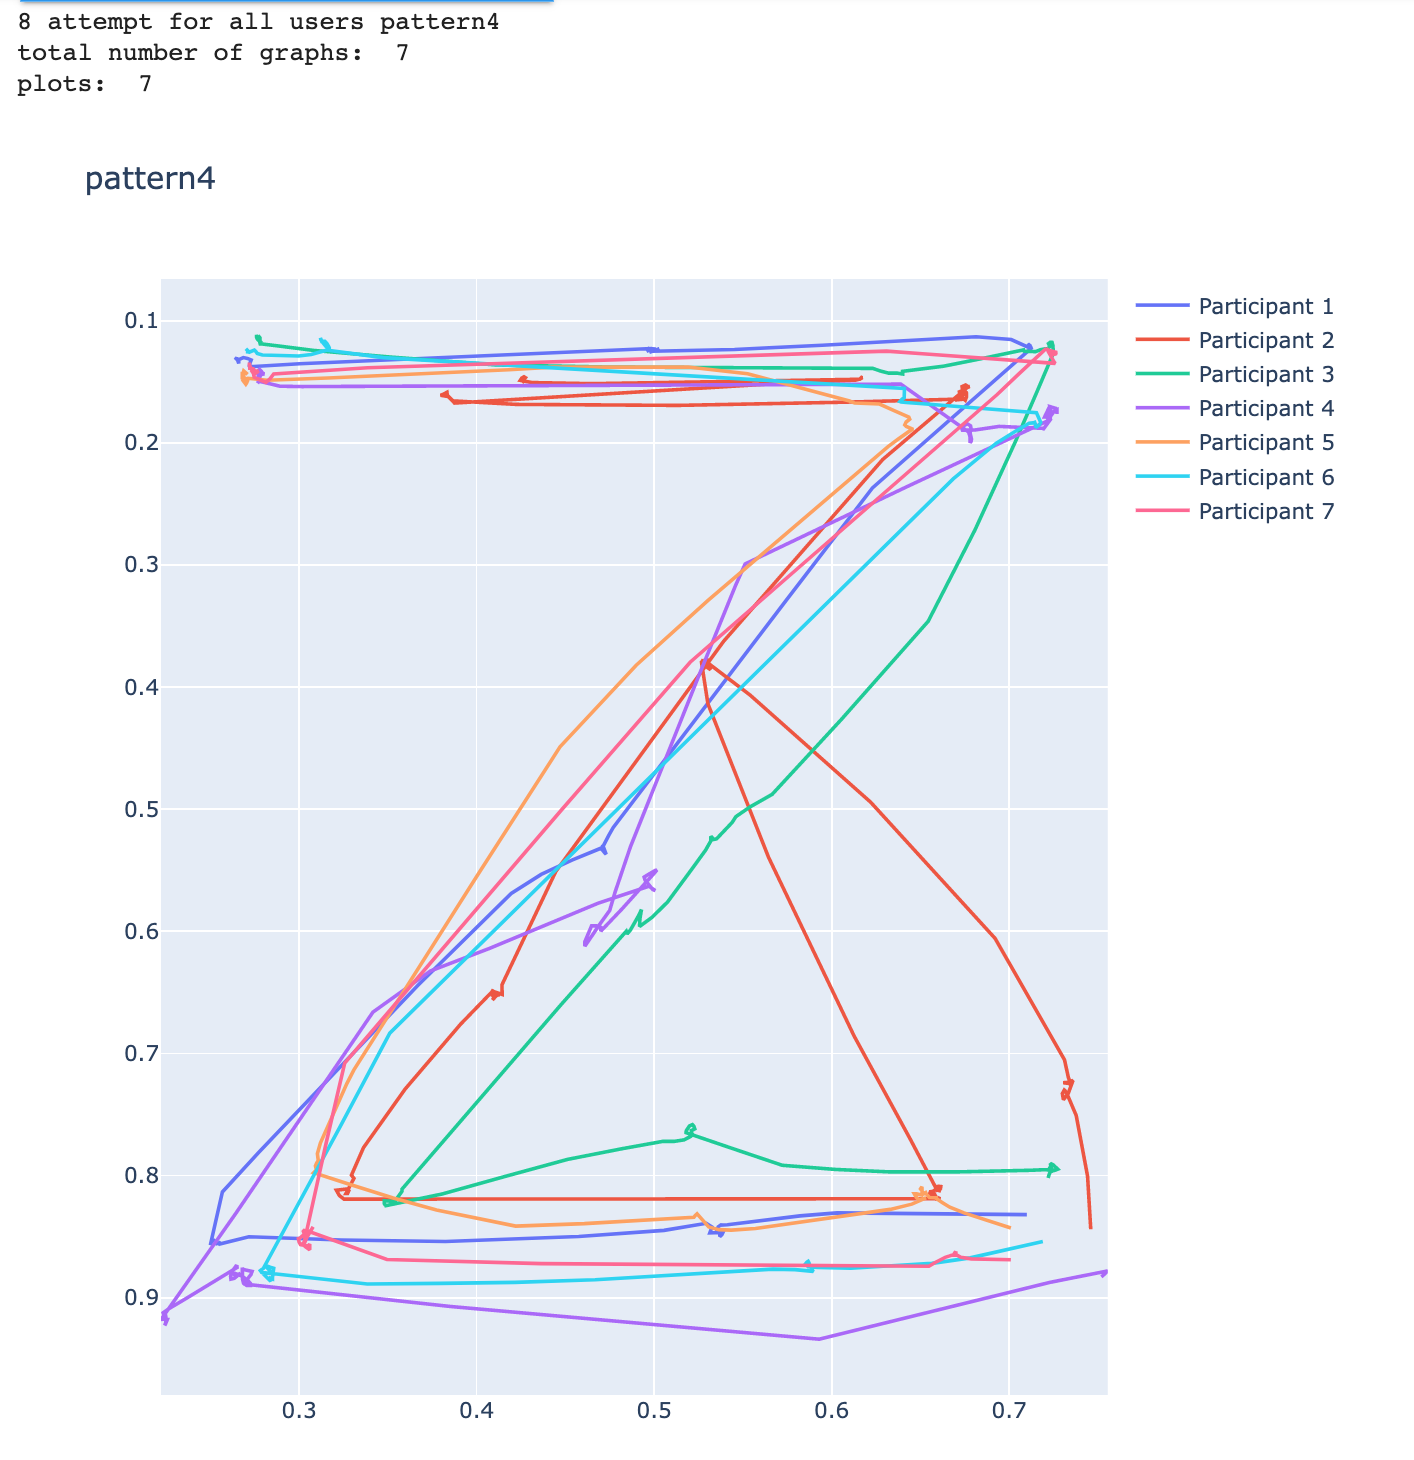 8 attempt for all users pattern4
total number of graphs:  7
plots:  7
pattern4
0.1
0.2
0.3
0.4
0.5
0.6
0.7
0.8
0.9
0.3
0.4
0.5
0.6
0.7
Participant 1
Participant 2
Participant 3
Participant 4
Participant 5
Participant 6
Participant 7